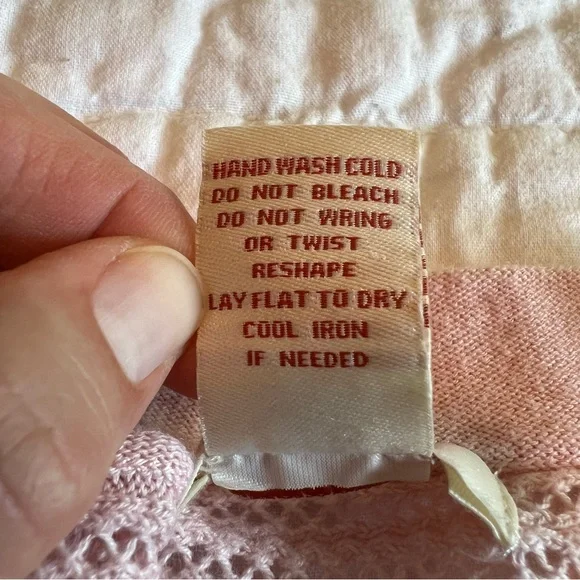 HAND WASH COLD
DO NOT BLEACH
DO NOT WRING
OR TWIST
RESHAPE
LAY FLAT TO DRY
COOL IRON
IF NEEDED